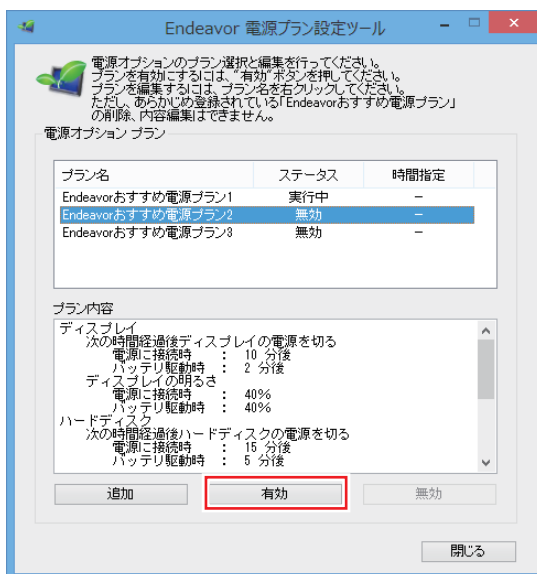 Endeavor 電源プラン設定ツール
電源オプションのプラン選択と編集を行ってください。
プランを有効にするには、"有効"ボタンを押してください。
プランを編集するには、プラン名を右クリックしてください。
ただし、あらかじめ登録されている「Endeavorおすすめ電源プラン」
の削除、内容編集はできません。
電源オプション プラン
プラン名 ステータス 時間指定
Endeavorおすすめ電源プラン1 実行中 −
Endeavorおすすめ電源プラン2 無効 −
Endeavorおすすめ電源プラン3 無効 −
プラン内容
ディスプレイ
次の時間経過後ディスプレイの電源を切る
電源に接続時 : 10 分後
バッテリ駆動時 : 2 分後
ディスプレイの明るさ
電源に接続時 : 40%
バッテリ駆動時 : 40%
ハードディスク
次の時間経過後ハードディスクの電源を切る
電源に接続時 : 15 分後
バッテリ駆動時 : 5 分後
追加 有効 無効
閉じる